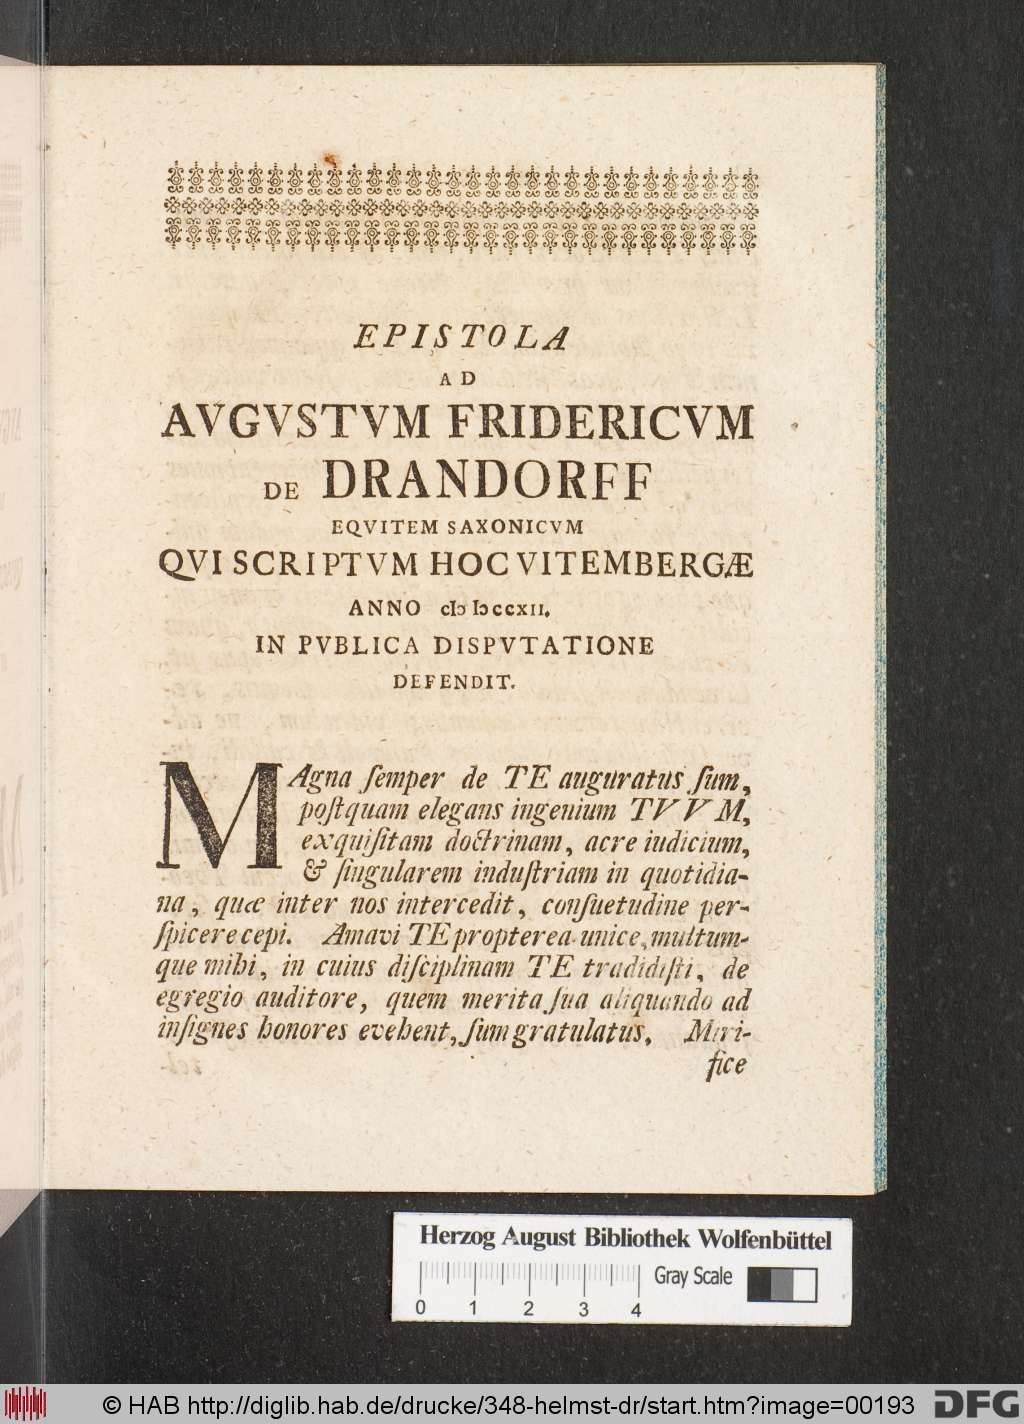 EPISTOLA
AD
AVGVSTVM FRIDERICVM
DE DRANDORFF
EQVITEM SAXONICVM
QVI SCRIPTVM HOC VITEMBERGÆ
ANNO cIↄ Iↄccxii.
IN PVBLICA DISPVTATIONE
DEFENDIT.
MAgna ſemper de TE auguratus ſum,
poſtquam elegans ingenium TVVM,
exquiſitam doctrinam, acre iudicium,
& ſingularem induſtriam in quotidia-
na, quæ inter nos intercedit, conſuetudine per-
ſpicere cepi. Amavi TE propterea unice, multum-
que mihi, in cuius diſciplinam TE tradidiſti, de
egregio auditore, quem merita ſua aliquando ad
inſignes honores evehent, ſum gratulatus. Miri-
fice
Herzog August Bibliothek Wolfenbüttel
Gray Scale
0 1 2 3 4
© HAB http://diglib.hab.de/drucke/348-helmst-dr/start.htm?image=00193
DFG